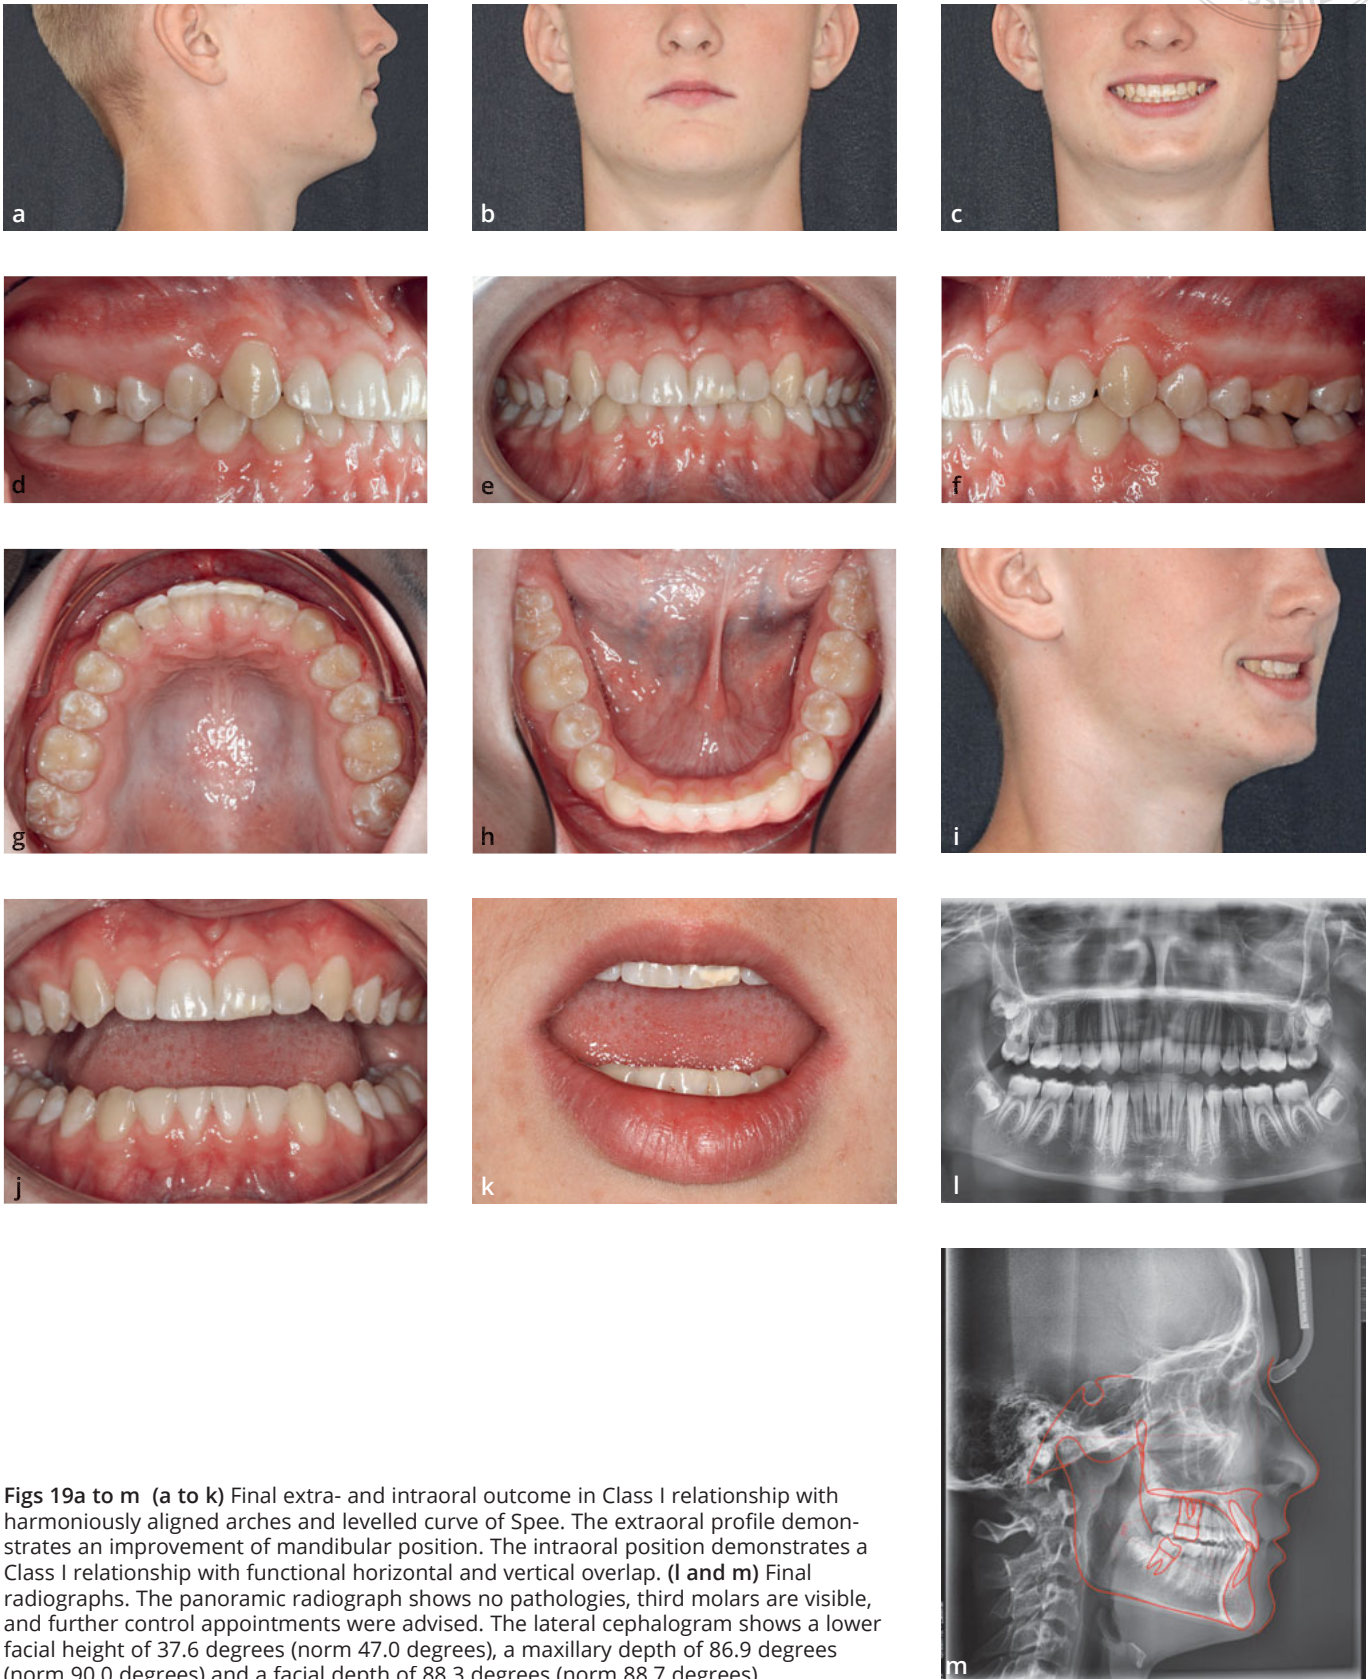 a
b
c
d
e
f
g
h
i
j
k
l
m
Figs 19a to m (a to k) Final extra- and intraoral outcome in Class I relationship with
harmoniously aligned arches and levelled curve of Spee. The extraoral profile demon-
strates an improvement of mandibular position. The intraoral position demonstrates a
Class I relationship with functional horizontal and vertical overlap. (l and m) Final
radiographs. The panoramic radiograph shows no pathologies, third molars are visible,
and further control appointments were advised. The lateral cephalogram shows a lower
facial height of 37.6 degrees (norm 47.0 degrees), a maxillary depth of 86.9 degrees
(norm 90.0 degrees) and a facial depth of 88.3 degrees (norm 88.7 degrees).